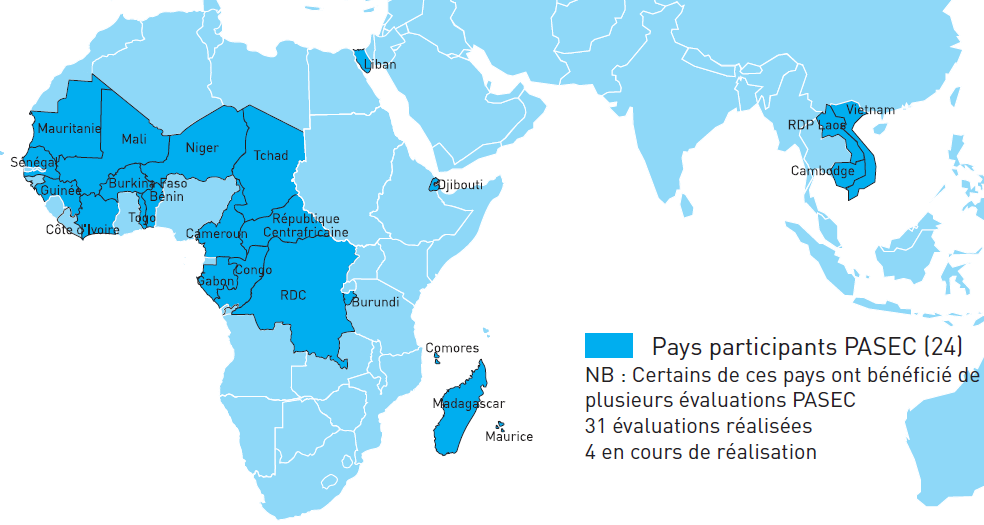 Liban
Vietnam
RDP Laos
Mauritanie
Mali
Niger
Tchad
Sénégal
Cambodge
Burkina Faso
Djibouti
Guinée
Bénin
Togo
République
Centrafricaine
Côte d'Ivoire
Cameroun
Congo
Gabon
RDC
Burundi
Comores
Madagascar
Maurice
Pays participants PASEC (24)
NB : Certains de ces pays ont bénéficié de
plusieurs évaluations PASEC
31 évaluations réalisées
4 en cours de réalisation